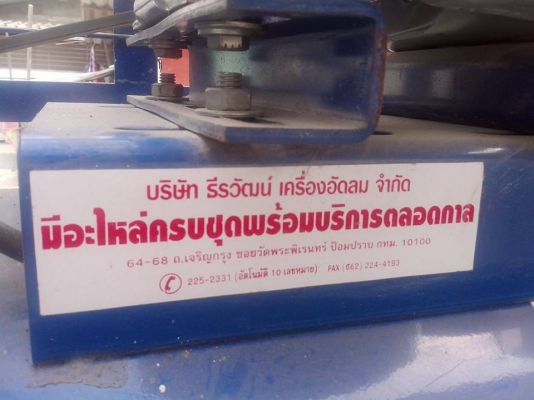 บริษัท ธีรวัฒน์ เครื่องอัดลม จำกัด
มีอะไหล่ครบชุดพร้อมบริการตลอดกาล
64-68 ถ.เจริญกรุง ซอยวัดพระพิเรนทร์ ป้อมปราบ กทม. 10100
225-2331 (อัตโนมัติ 10 เลขหมาย) FAX (662) 224-4193